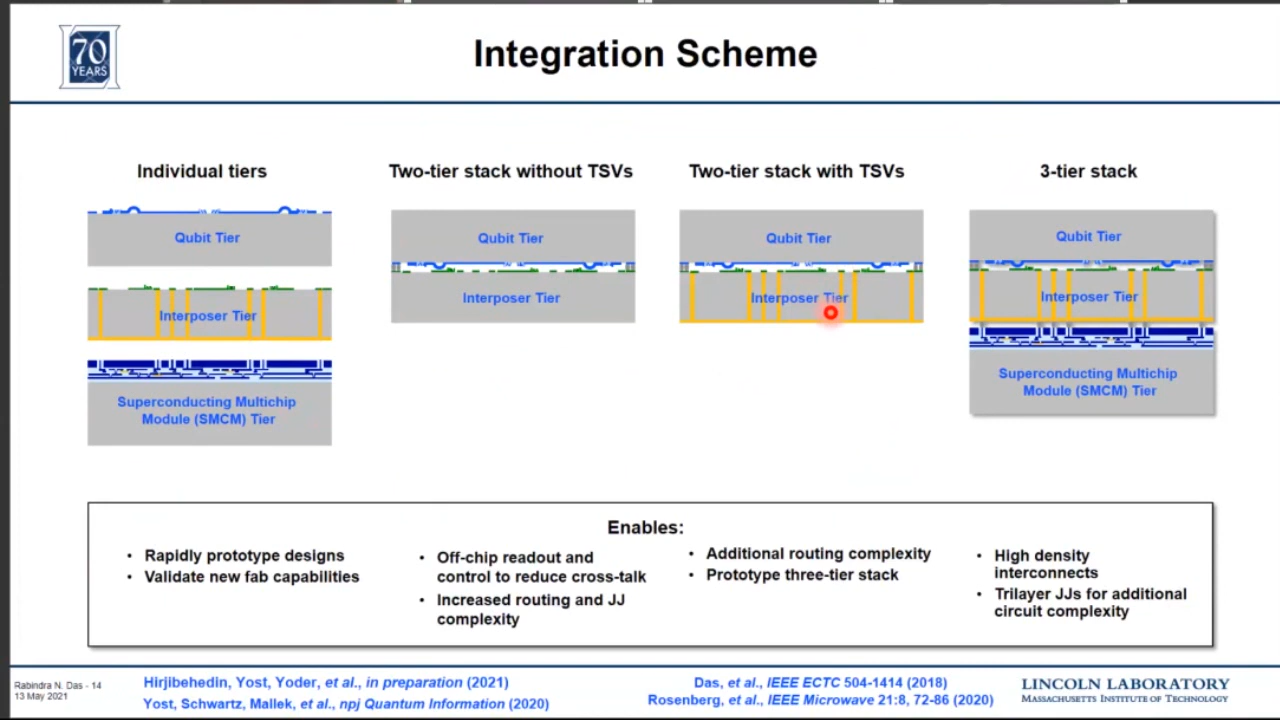 70
YEARS
Integration Scheme
Individual tiers
Qubit Tier
Interposer Tier
Superconducting Multichip
Module (SMCM) Tier
Two-tier stack without TSVs
Qubit Tier
Interposer Tier
Two-tier stack with TSVs
Qubit Tier
Interposer Tier
3-tier stack
Qubit Tier
Interposer Tier
Superconducting Multichip
Module (SMCM) Tier
Enables:
• Rapidly prototype designs
• Validate new fab capabilities
• Off-chip readout and
control to reduce cross-talk
• Increased routing and JJ
complexity
• Additional routing complexity
• Prototype three-tier stack
• High density
interconnects
• Trilayer JJs for additional
circuit complexity
Rabindra N. Das - 14
13 May 2021
Hirjibehedin, Yost, Yoder, et al., in preparation (2021)
Yost, Schwartz, Mallek, et al., npj Quantum Information (2020)
Das, et al., IEEE ECTC 504-1414 (2018)
Rosenberg, et al., IEEE Microwave 21:8, 72-86 (2020)
LINCOLN LABORATORY
MASSACHUSETTS INSTITUTE OF TECHNOLOGY